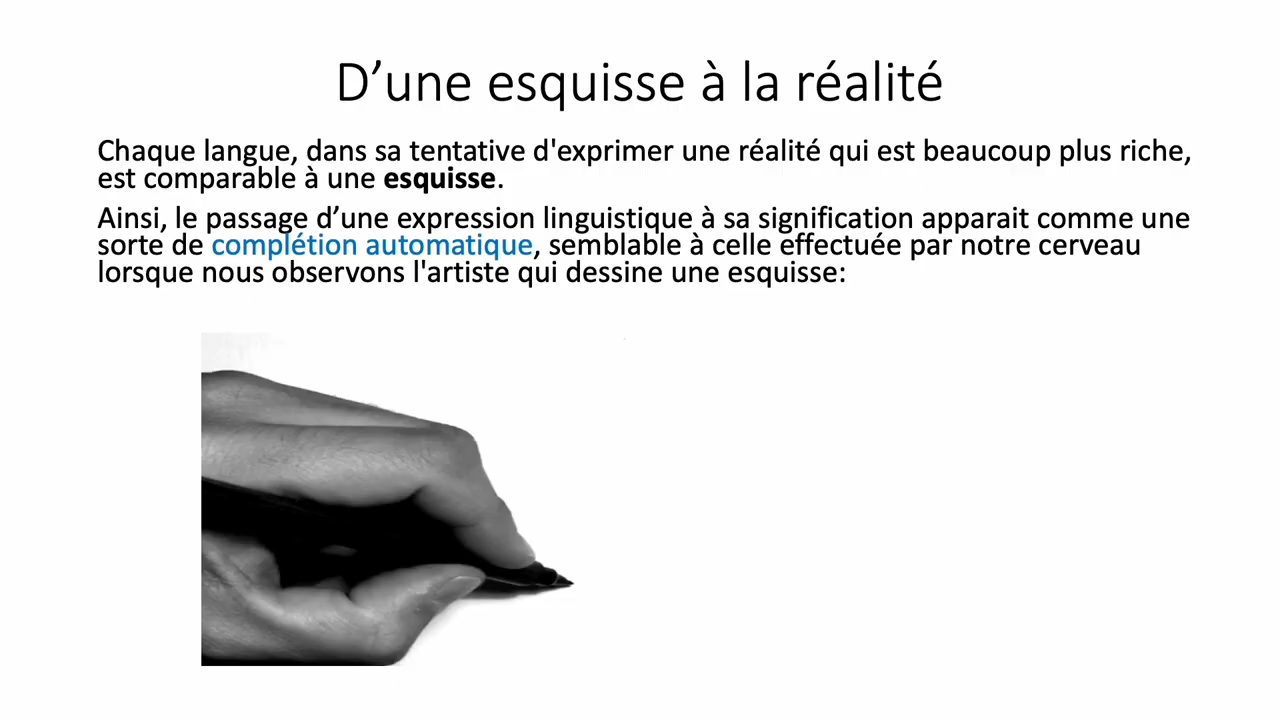 D’une esquisse à la réalité
Chaque langue, dans sa tentative d'exprimer une réalité qui est beaucoup plus riche,
est comparable à une esquisse.
Ainsi, le passage d’une expression linguistique à sa signification apparait comme une
sorte de complétion automatique, semblable à celle effectuée par notre cerveau
lorsque nous observons l'artiste qui dessine une esquisse: